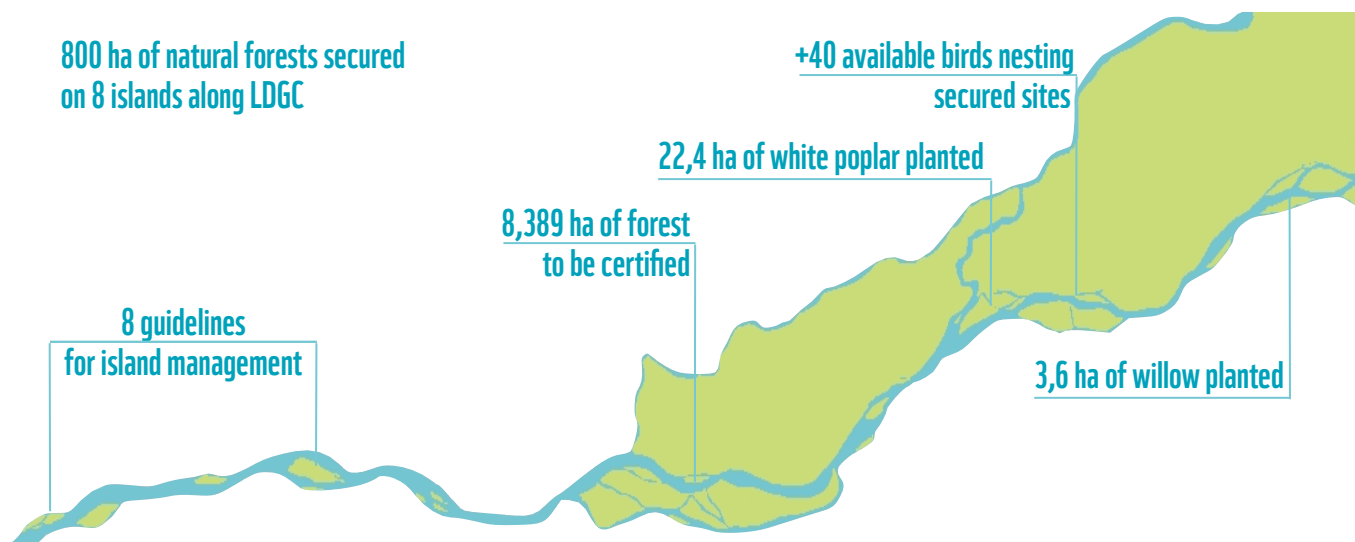 800 ha of natural forests secured
on 8 islands along LDGC
+40 available birds nesting
secured sites
22,4 ha of white poplar planted
8,389 ha of forest
to be certified
8 guidelines
for island management
3,6 ha of willow planted